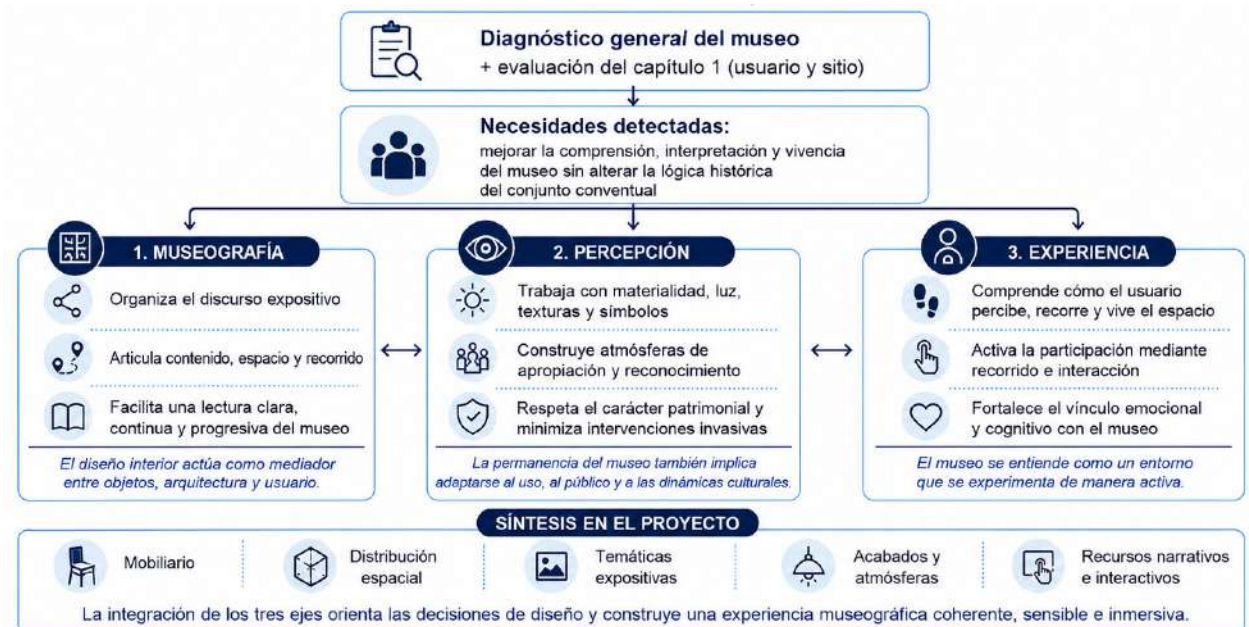 Diagnóstico general del museo
+ evaluación del capítulo 1 (usuario y sitio)
Necesidades detectadas:
mejorar la comprensión, interpretación y vivencia
del museo sin alterar la lógica histórica
del conjunto conventual
1. MUSEOGRAFÍA
Organiza el discurso expositivo
Articula contenido, espacio y recorrido
Facilita una lectura clara,
continua y progresiva del museo
El diseño interior actúa como mediador
entre objetos, arquitectura y usuario.
2. PERCEPCIÓN
Trabaja con materialidad, luz,
texturas y símbolos
Construye atmósferas de
apropiación y reconocimiento
Respeta el carácter patrimonial y
minimiza intervenciones invasivas
La permanencia del museo también implica
adaptarse al uso, al público y a las dinámicas culturales.
3. EXPERIENCIA
Comprende cómo el usuario
percibe, recorre y vive el espacio
Activa la participación mediante
recorrido e interacción
Fortalece el vínculo emocional
y cognitivo con el museo
El museo se entiende como un entorno
que se experimenta de manera activa.
SÍNTESIS EN EL PROYECTO
Mobiliario
Distribución
espacial
Temáticas
expositivas
Acabados y
atmósferas
Recursos narrativos
e interactivos
La integración de los tres ejes orienta las decisiones de diseño y construye una experiencia museográfica coherente, sensible e inmersiva.